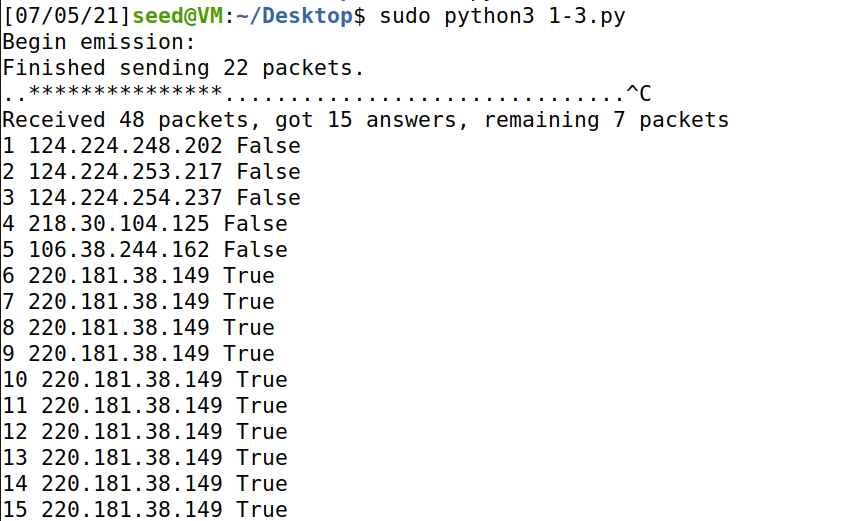 [07/05/21]seed@VM:~/Desktop$ sudo python3 1-3.py
Begin emission:
Finished sending 22 packets.
..***************...............................^C
Received 48 packets, got 15 answers, remaining 7 packets
1 124.224.248.202 False
2 124.224.253.217 False
3 124.224.254.237 False
4 218.30.104.125 False
5 106.38.244.162 False
6 220.181.38.149 True
7 220.181.38.149 True
8 220.181.38.149 True
9 220.181.38.149 True
10 220.181.38.149 True
11 220.181.38.149 True
12 220.181.38.149 True
13 220.181.38.149 True
14 220.181.38.149 True
15 220.181.38.149 True